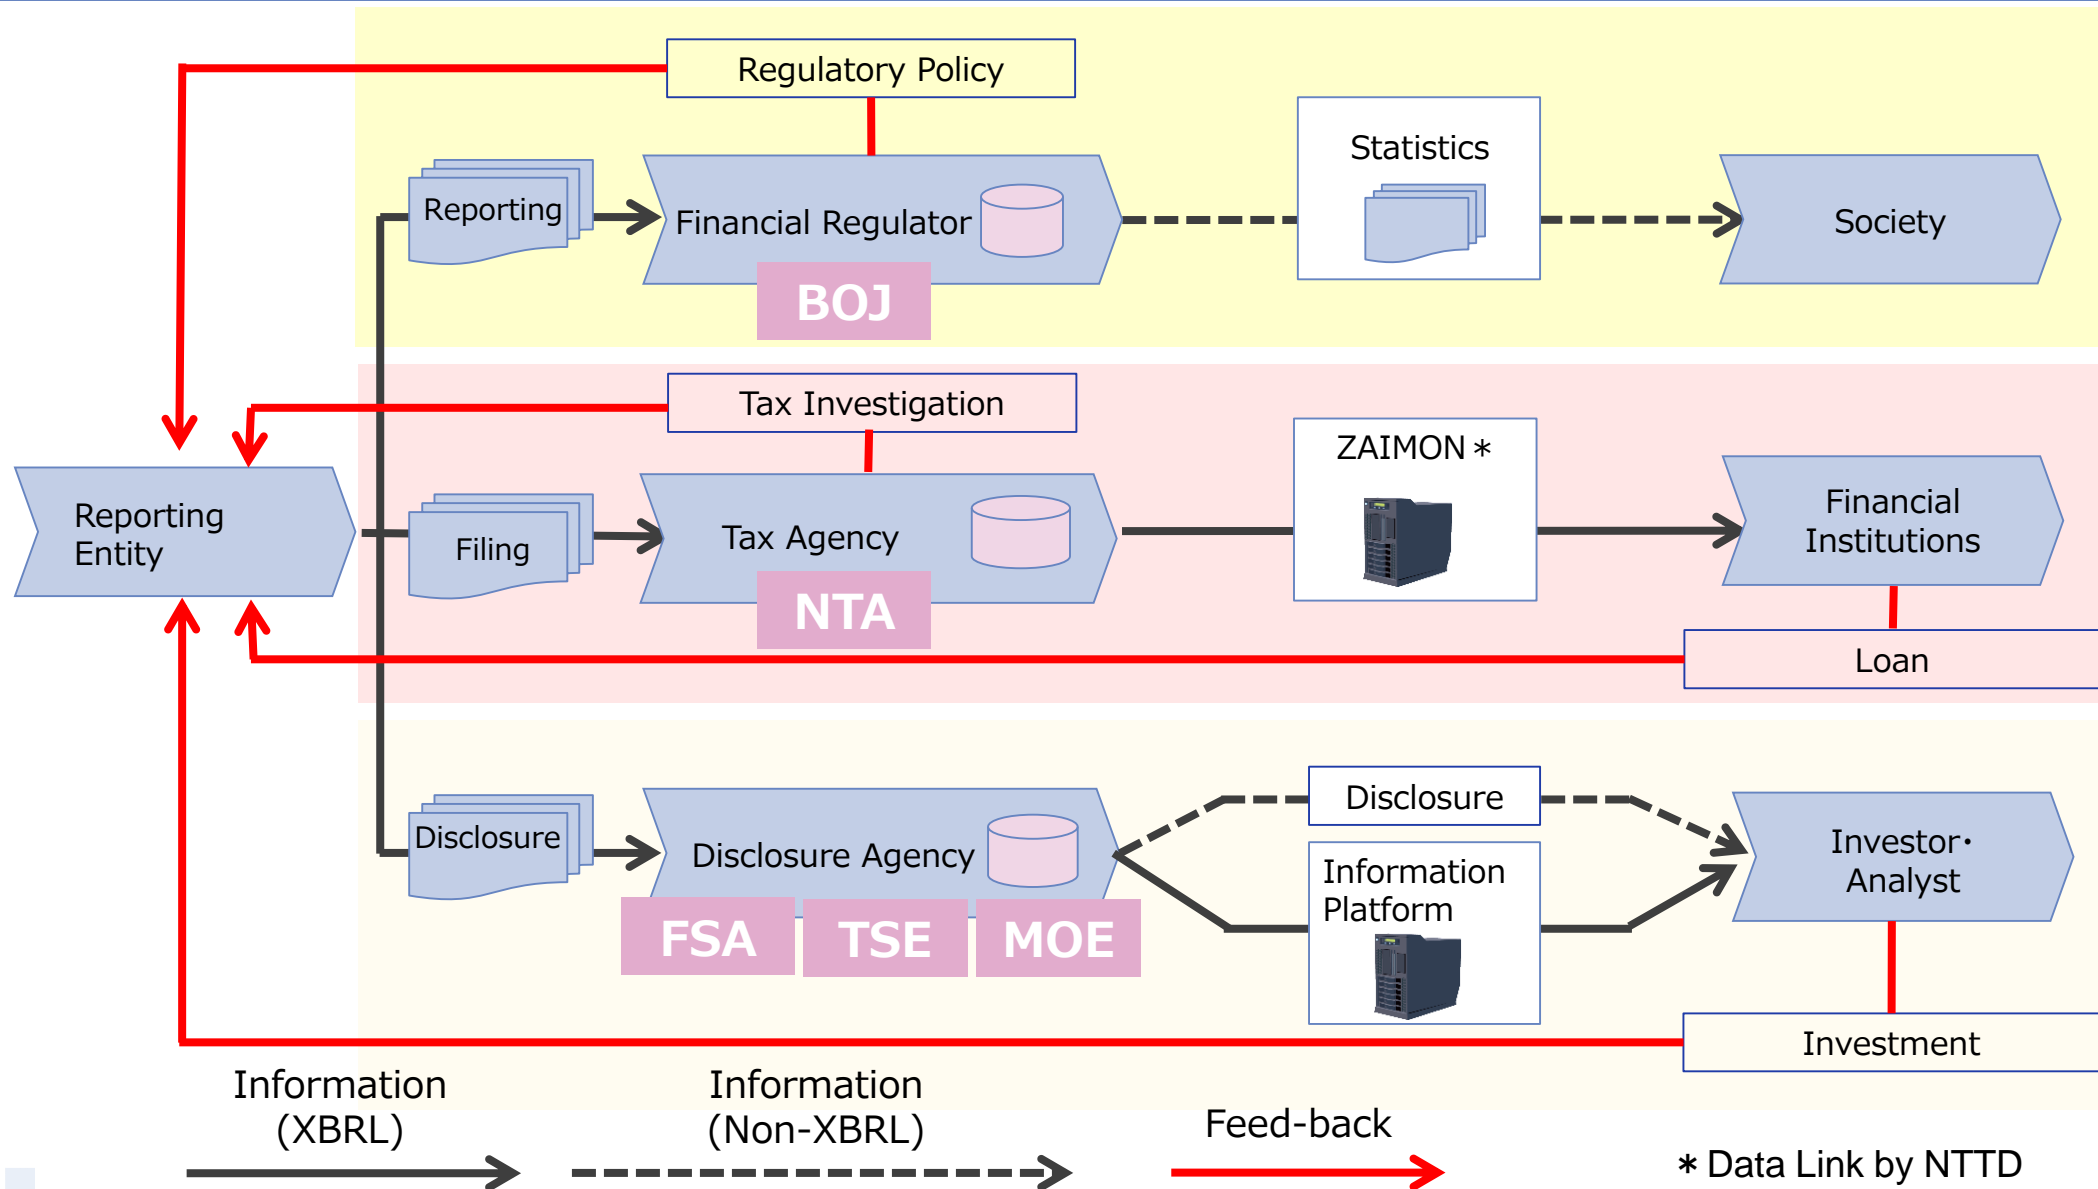 Regulatory Policy
Reporting
Financial Regulator
BOJ
Statistics
Society
Tax Investigation
Reporting
Entity
Filing
Tax Agency
NTA
ZAIMON＊
Financial
Institutions
Loan
Disclosure
Disclosure Agency
FSA
TSE
MOE
Disclosure
Information
Platform
Investor・
Analyst
Investment
Information
(XBRL)
Information
(Non-XBRL)
Feed-back
＊Data Link by NTTD